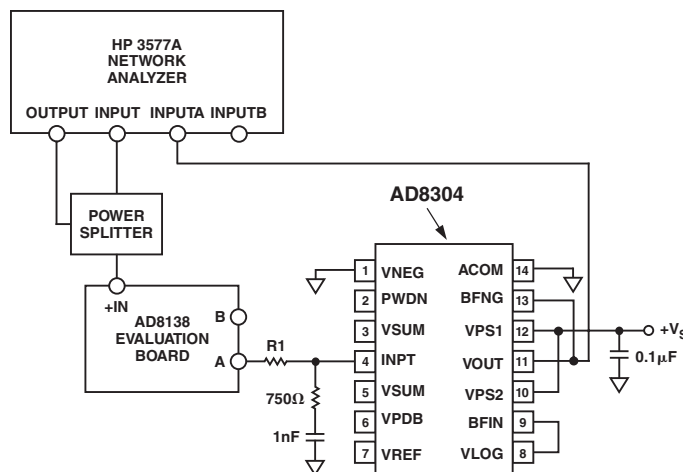 HP 3577A
NETWORK
ANALYZER
OUTPUT INPUT INPUTA INPUTB
POWER
SPLITTER
+IN
AD8138
EVALUATION
BOARD
B
A
R1
750Ω
1nF
AD8304
1 VNEG
2 PWDN
3 VSUM
4 INPT
5 VSUM
6 VPDB
7 VREF
ACOM 14
BFNG 13
VPS1 12
VOUT 11
VPS2 10
BFIN 9
VLOG 8
+VS
0.1μF